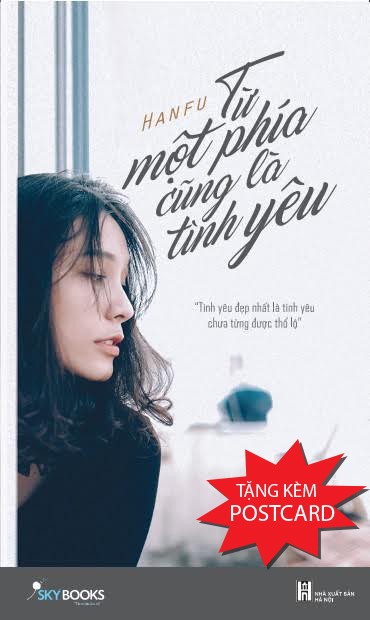 HANFU
Từ
một phía
cũng là
tình yêu
"Tình yêu đẹp nhất là tình yêu
chưa từng được thổ lộ"
TẶNG KÈM
POSTCARD
SKYBOOKS
NHÀ XUẤT BẢN
HÀ NỘI